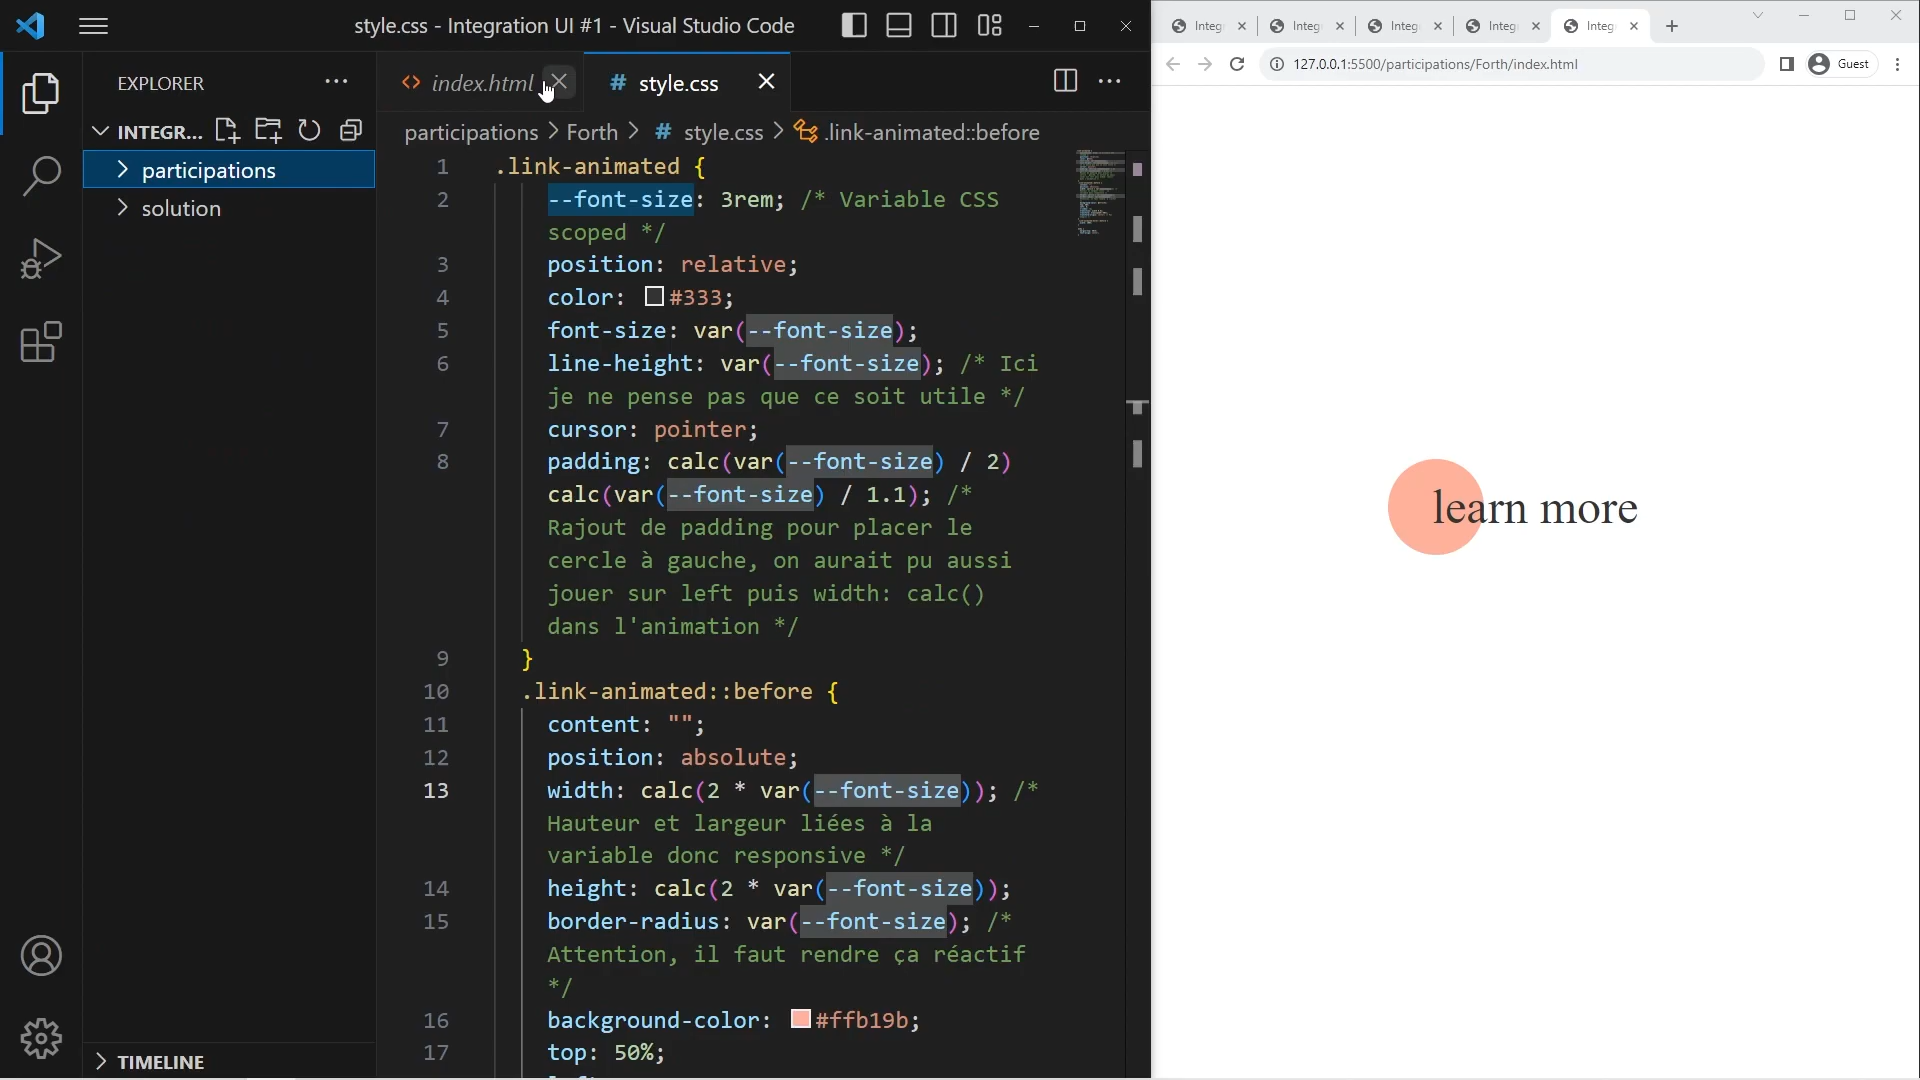 style.css - Integration UI #1 - Visual Studio Code
EXPLORER
INTEGR...
participations
solution
TIMELINE
index.html
style.css
participations > Forth > # style.css > .link-animated::before
1 .link-animated {
2 --font-size: 3rem; /* Variable CSS
scoped */
3 position: relative;
4 color: #333;
5 font-size: var(--font-size);
6 line-height: var(--font-size); /* Ici
je ne pense pas que ce soit utile */
7 cursor: pointer;
8 padding: calc(var(--font-size) / 2)
calc(var(--font-size) / 1.1); /*
Rajout de padding pour placer le
cercle à gauche, on aurait pu aussi
jouer sur left puis width: calc()
dans l'animation */
9 }
10 .link-animated::before {
11 content: "";
12 position: absolute;
13 width: calc(2 * var(--font-size)); /*
Hauteur et largeur liées à la
variable donc responsive */
14 height: calc(2 * var(--font-size));
15 border-radius: var(--font-size); /*
Attention, il faut rendre ça réactif
*/
16 background-color: #ffb19b;
17 top: 50%;
Integ
Integ
Integ
Integ
Integ
127.0.0.1:5500/participations/Forth/index.html
Guest
learn more